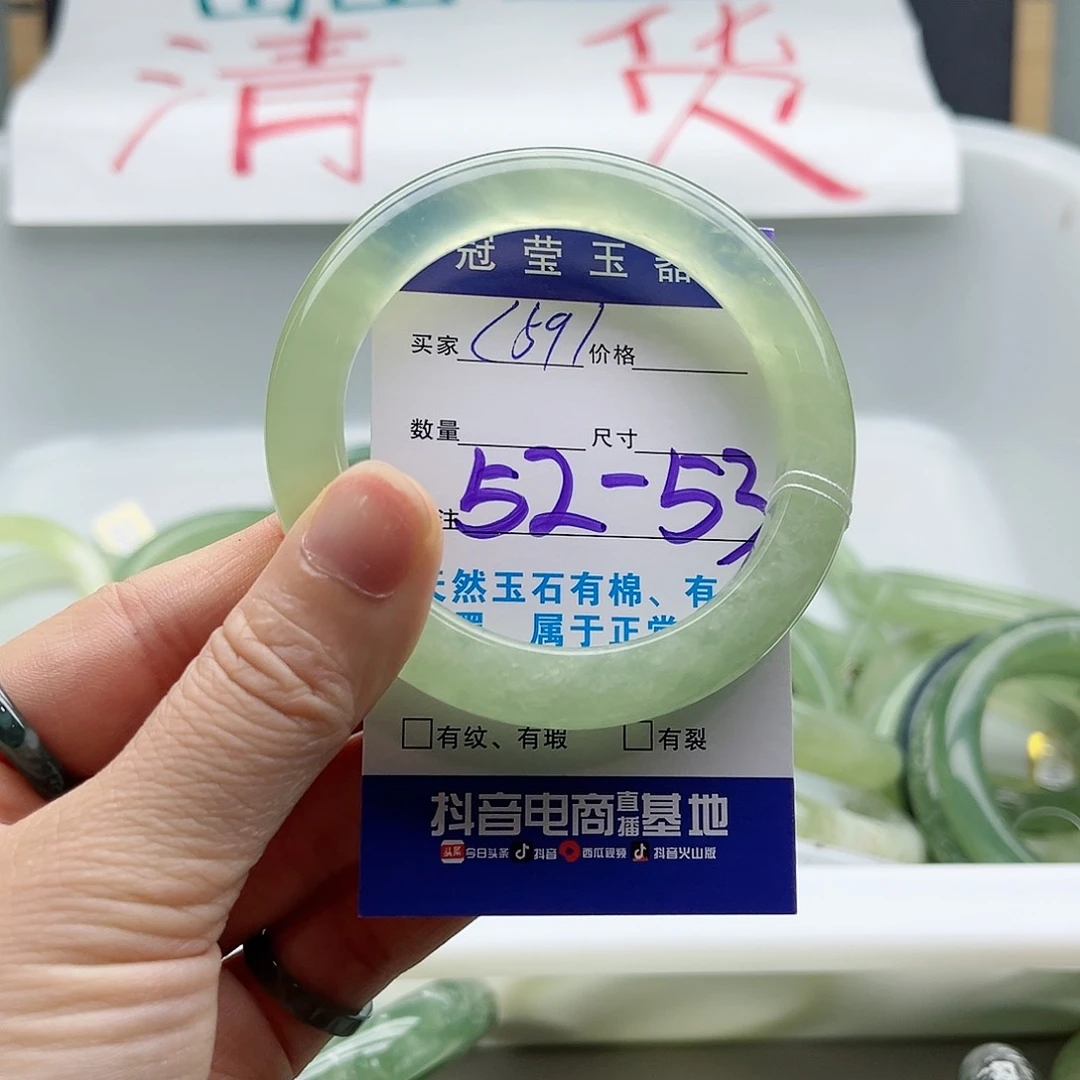 清 货
冠 莹 玉 器
买家 (59) 价格
数量 尺寸
注 52-53
天然玉石有棉、有
属于正常
有纹、有瑕 有裂
抖音电商直播基地
今日头条 抖音 西瓜视频 抖音火山版